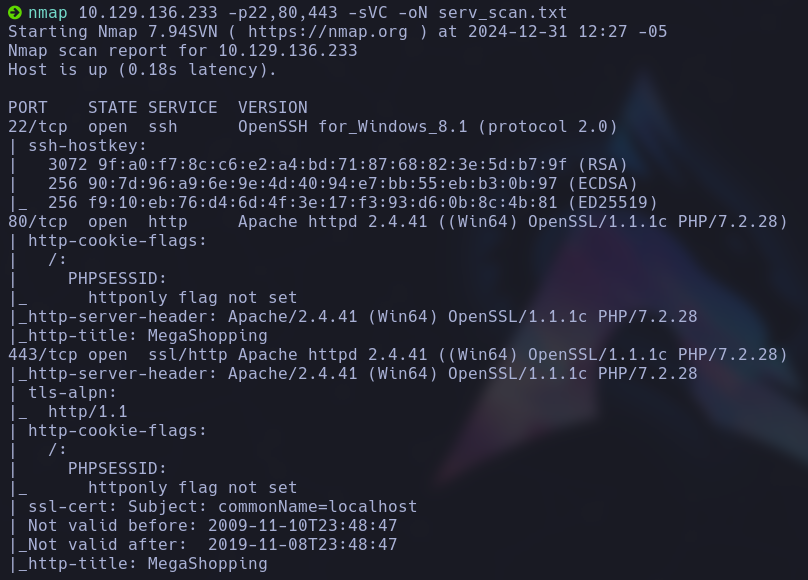 nmap 10.129.136.233 -p22,80,443 -sVC -oN serv_scan.txt
Starting Nmap 7.94SVN ( https://nmap.org ) at 2024-12-31 12:27 -05
Nmap scan report for 10.129.136.233
Host is up (0.18s latency).

PORT    STATE SERVICE  VERSION
22/tcp  open  ssh      OpenSSH for_Windows_8.1 (protocol 2.0)
| ssh-hostkey:
|   3072 9f:a0:f7:8c:c6:e2:a4:bd:71:87:68:82:3e:5d:b7:9f (RSA)
|   256 90:7d:96:a9:6e:9e:4d:40:94:e7:bb:55:eb:b3:0b:97 (ECDSA)
|_  256 f9:10:eb:76:d4:6d:4f:3e:17:f3:93:d6:0b:8c:4b:81 (ED25519)
80/tcp  open  http     Apache httpd 2.4.41 ((Win64) OpenSSL/1.1.1c PHP/7.2.28)
| http-cookie-flags:
|   /:
|     PHPSESSID:
|_      httponly flag not set
|_http-server-header: Apache/2.4.41 (Win64) OpenSSL/1.1.1c PHP/7.2.28
|_http-title: MegaShopping
443/tcp open  ssl/http Apache httpd 2.4.41 ((Win64) OpenSSL/1.1.1c PHP/7.2.28)
|_http-server-header: Apache/2.4.41 (Win64) OpenSSL/1.1.1c PHP/7.2.28
| tls-alpn:
|_  http/1.1
| http-cookie-flags:
|   /:
|     PHPSESSID:
|_      httponly flag not set
| ssl-cert: Subject: commonName=localhost
| Not valid before: 2009-11-10T23:48:47
|_Not valid after:  2019-11-08T23:48:47
|_http-title: MegaShopping